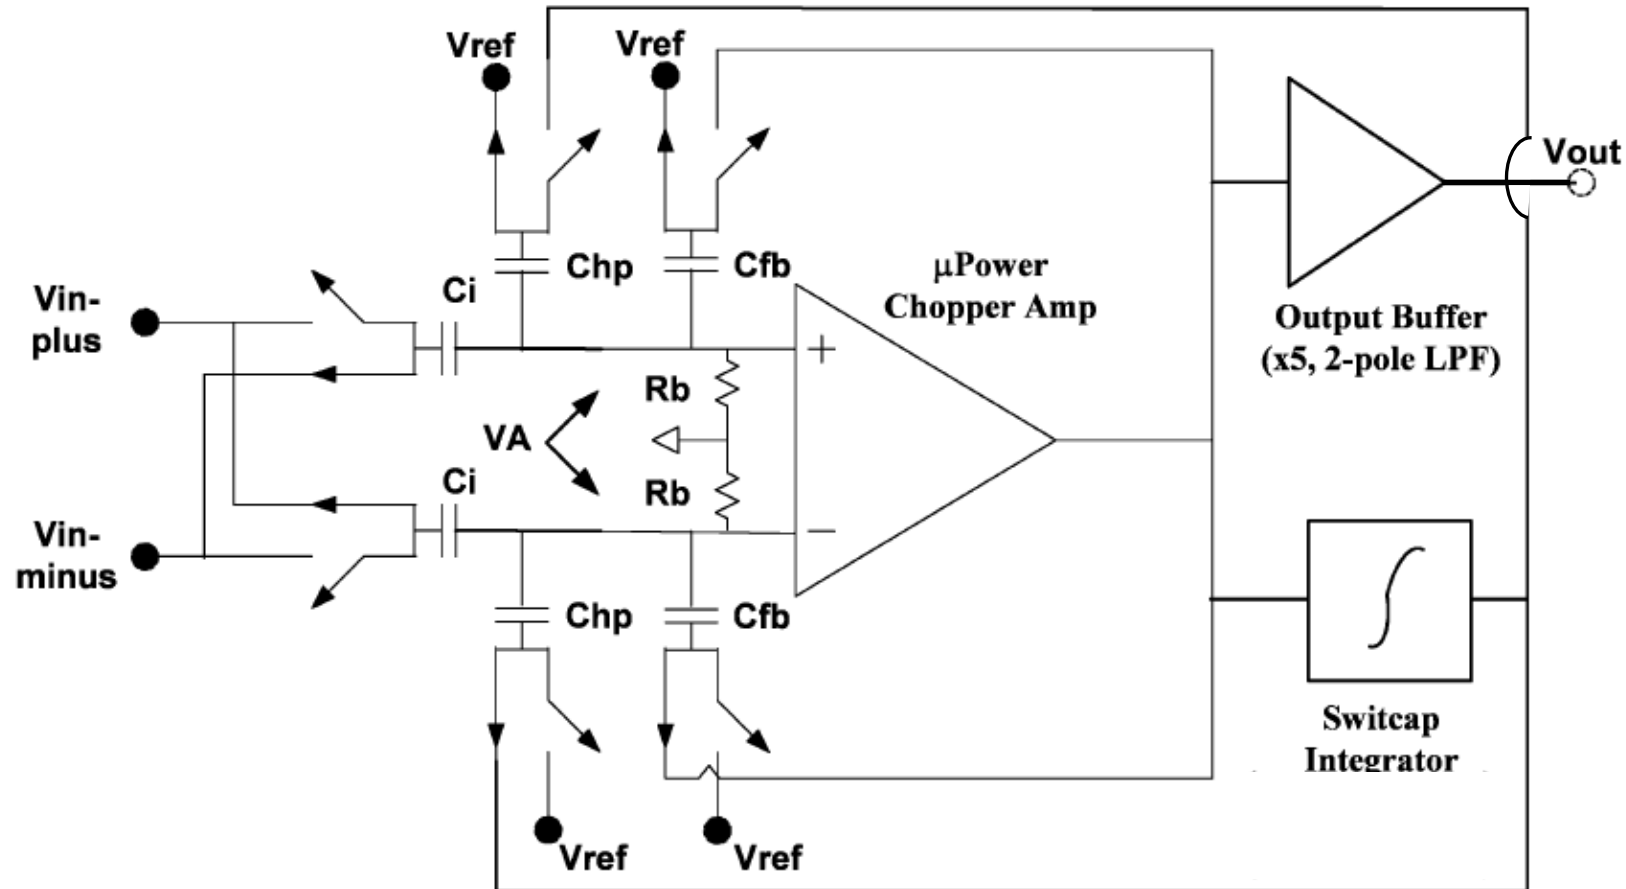 Vref
Vref
Vout
Chp
Cfb
μPower
Chopper Amp
Ci
Vin-
plus
Output Buffer
(x5, 2-pole LPF)
+
Rb
VA
Ci
Rb
Vin-
minus
−
Chp
Cfb
∫
Switcap
Integrator
Vref
Vref